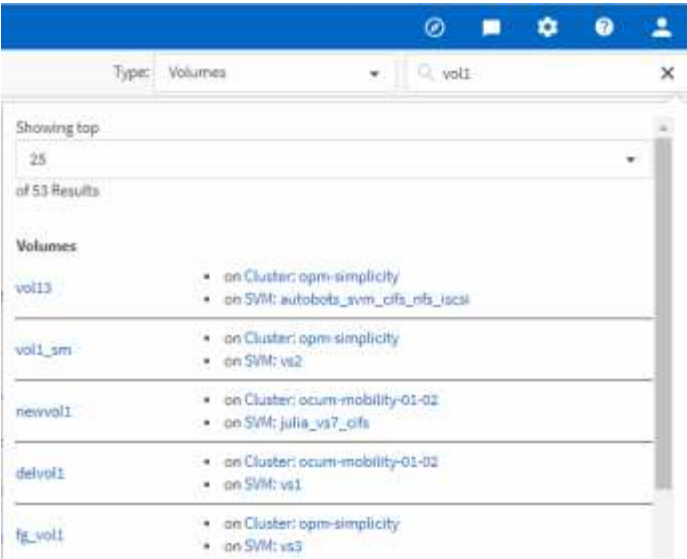 Type: Volumes vol1
Showing top
25
of 53 Results
Volumes
vol13
on Cluster: opm-simplicity
on SVM: autobots_svm_cifs_nfs_iscsi
vol1_sm
on Cluster: opm-simplicity
on SVM: vs2
newvol1
on Cluster: ocum-mobility-01-02
on SVM: julia_vs7_cifs
delvol1
on Cluster: ocum-mobility-01-02
on SVM: vs1
fg_vol1
on Cluster: opm-simplicity
on SVM: vs3